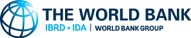 THE WORLD BANK
IBRD • IDA | WORLD BANK GROUP